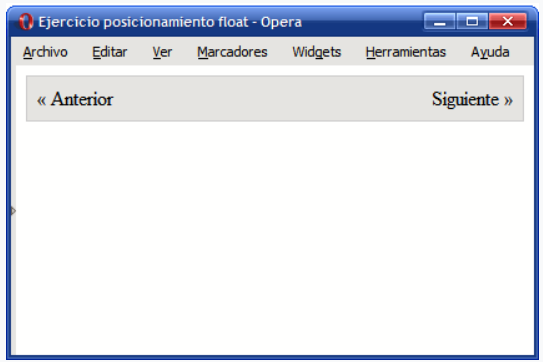 Ejercicio posicionamiento float - Opera
Archivo Editar Ver Marcadores Widgets Herramientas Ayuda
« Anterior Siguiente »